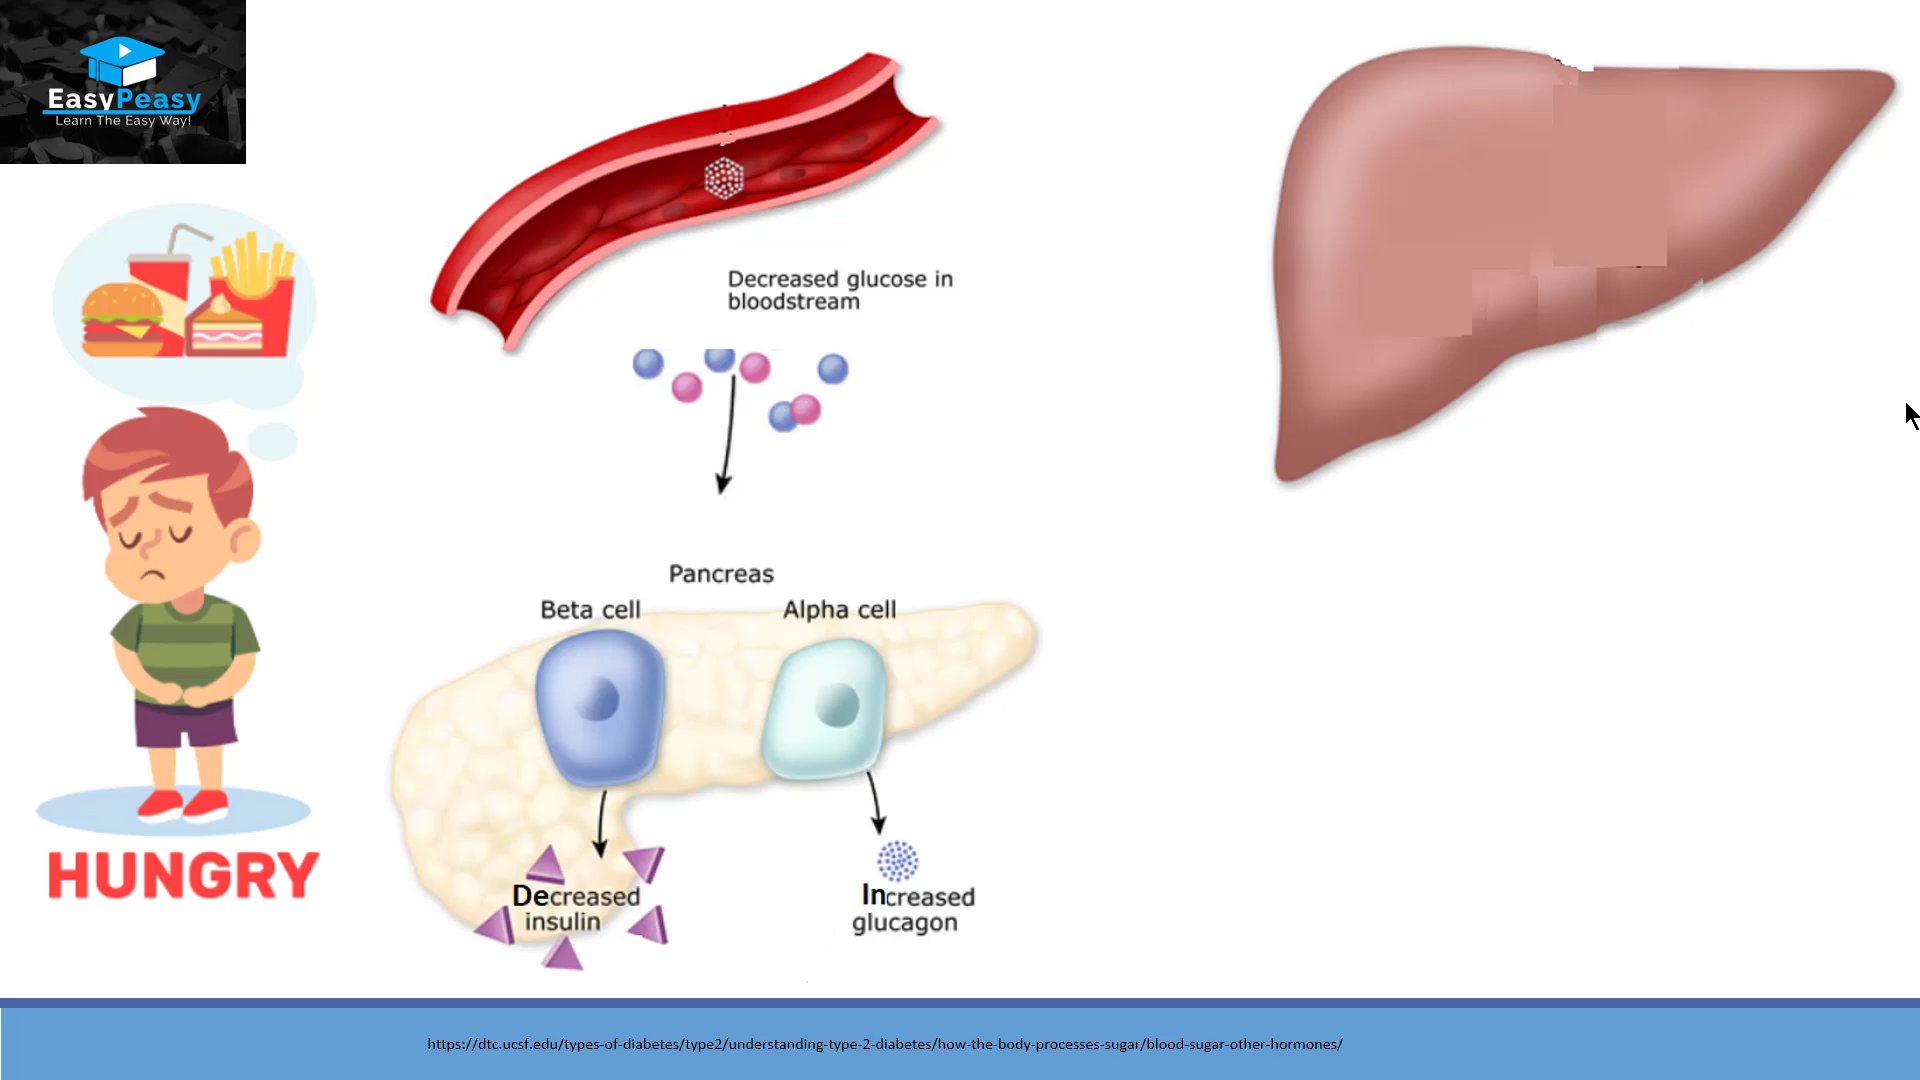 EasyPeasy
Learn The Easy Way!
Decreased glucose in
bloodstream
Pancreas
Beta cell
Alpha cell
Decreased
insulin
Increased
glucagon
HUNGRY
https://dtc.ucsf.edu/types-of-diabetes/type2/understanding-type-2-diabetes/how-the-body-processes-sugar/blood-sugar-other-hormones/